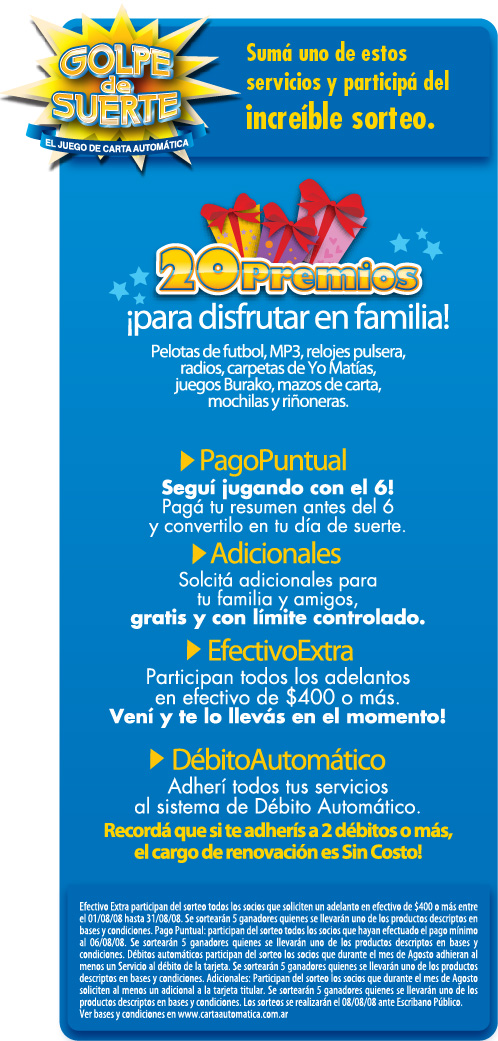 GOLPE
de
SUERTE
EL JUEGO DE CARTA AUTOMÁTICA
Sumá uno de estos
servicios y participá del
increíble sorteo.
20 Premios
¡para disfrutar en familia!
Pelotas de futbol, MP3, relojes pulsera,
radios, carpetas de Yo Matías,
juegos Burako, mazos de carta,
mochilas y riñoneras.
PagoPuntual
Seguí jugando con el 6!
Pagá tu resumen antes del 6
y convertilo en tu día de suerte.
Adicionales
Solcitá adicionales para
tu familia y amigos,
gratis y con límite controlado.
EfectivoExtra
Participan todos los adelantos
en efectivo de $400 o más.
Vení y te lo llevás en el momento!
DébitoAutomático
Adherí todos tus servicios
al sistema de Débito Automático.
Recordá que si te adherís a 2 débitos o más,
el cargo de renovación es Sin Costo!
Efectivo Extra participan del sorteo todos los socios que soliciten un adelanto en efectivo de $400 o más entre
el 01/08/08 hasta 31/08/08. Se sortearán 5 ganadores quienes se llevarán uno de los productos descriptos en
bases y condiciones. Pago Puntual: participan del sorteo todos los socios que hayan efectuado el pago mínimo
al 06/08/08. Se sortearán 5 ganadores quienes se llevarán uno de los productos descriptos en bases y
condiciones. Débitos automáticos participan del sorteo los socios que durante el mes de Agosto adhieran al
menos un Servicio al débito de la tarjeta. Se sortearán 5 ganadores quienes se llevarán uno de los productos
descriptos en bases y condiciones. Adicionales: Participan del sorteo los socios que durante el mes de Agosto
soliciten al menos un adicional a la tarjeta titular. Se sortearán 5 ganadores quienes se llevarán uno de los
productos descriptos en bases y condiciones. Los sorteos se realizarán el 08/08/08 ante Escribano Público.
Ver bases y condiciones en www.cartaautomatica.com.ar